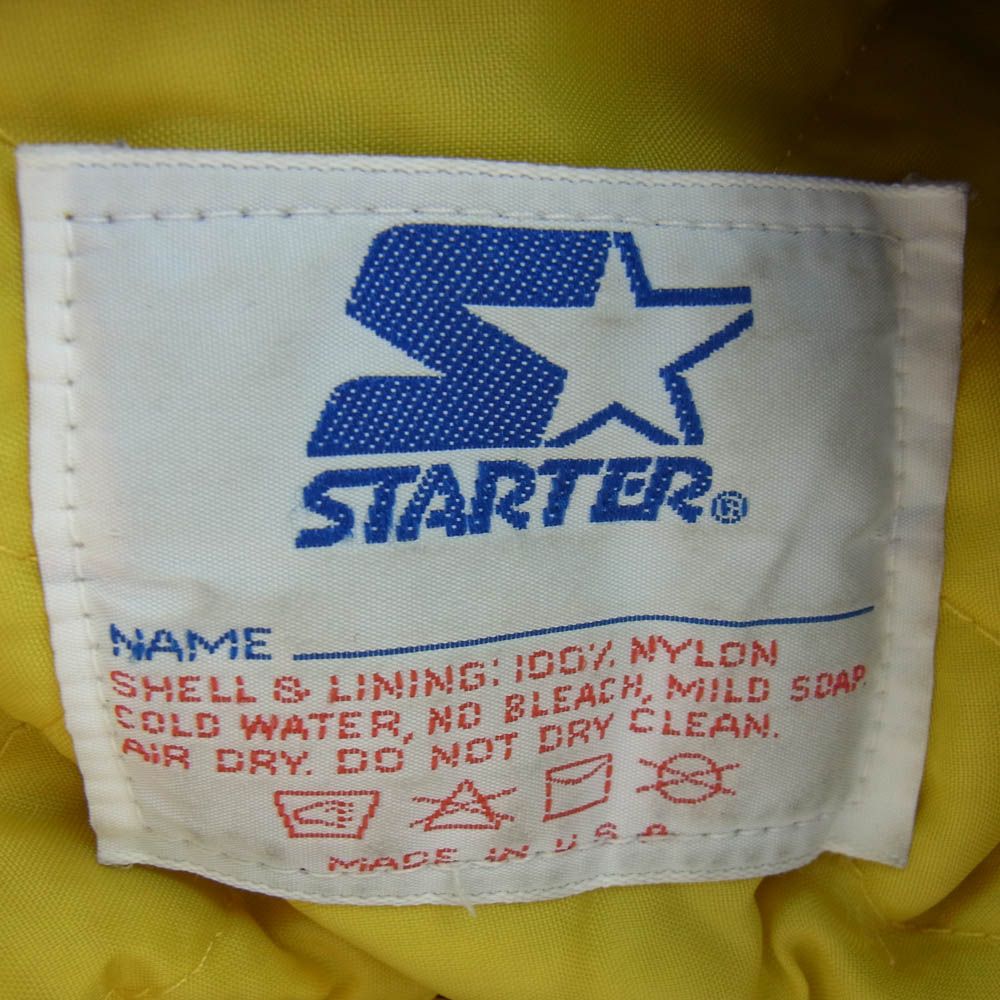 STARTER®
NAME
SHELL & LINING: 100% NYLON
COLD WATER, NO BLEACH, MILD SOAP.
AIR DRY. DO NOT DRY CLEAN.
MADE IN U.S.A.